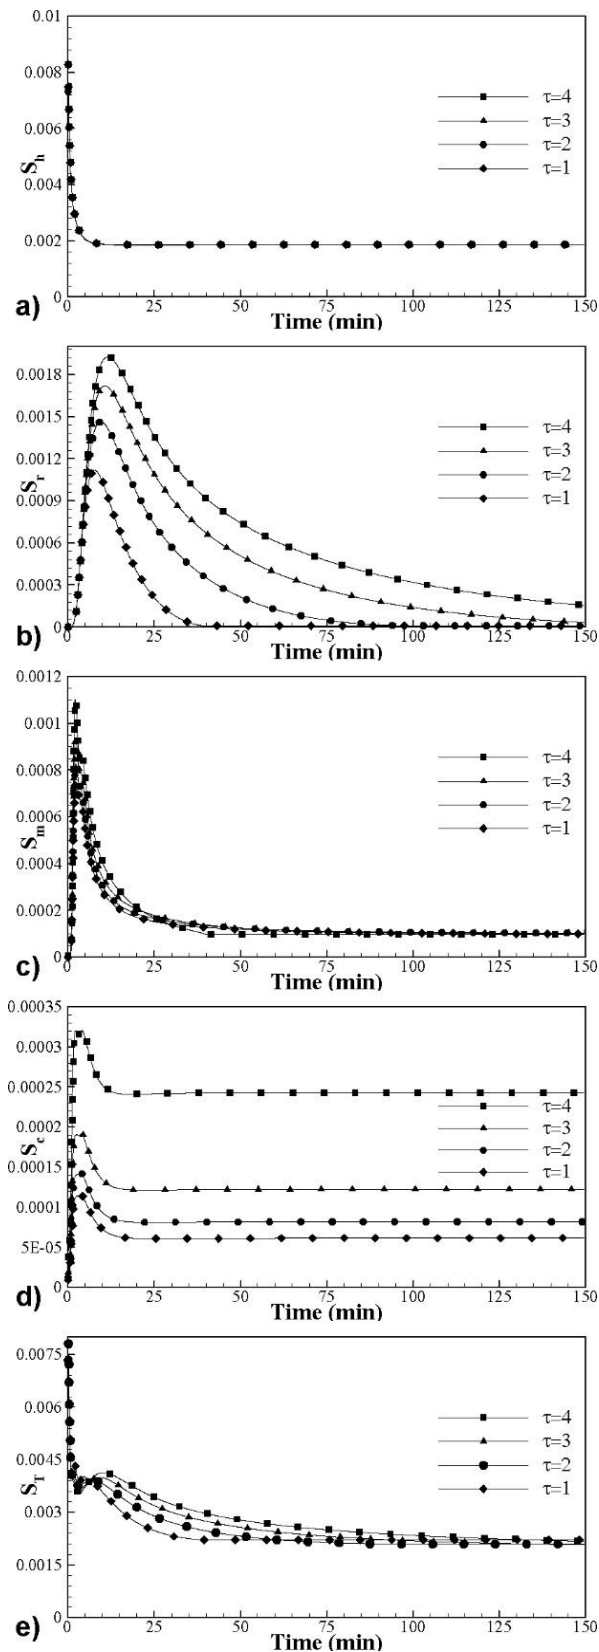 0.01
0.008
0.006
0.004
0.002
0
S_h
τ=4
τ=3
τ=2
τ=1
0 25 50 75 100 125 150
Time (min)
a)
0.0018
0.0015
0.0012
0.0009
0.0006
0.0003
0
S_r
τ=4
τ=3
τ=2
τ=1
0 25 50 75 100 125 150
Time (min)
b)
0.0012
0.001
0.0008
0.0006
0.0004
0.0002
0
S_m
τ=4
τ=3
τ=2
τ=1
0 25 50 75 100 125 150
Time (min)
c)
0.00035
0.0003
0.00025
0.0002
0.00015
0.0001
5E-05
S_c
τ=4
τ=3
τ=2
τ=1
0 25 50 75 100 125 150
Time (min)
d)
0.0075
0.0045
0.003
0.0015
0
S_T
τ=4
τ=3
τ=2
τ=1
0 25 50 75 100 125 150
Time (min)
e)